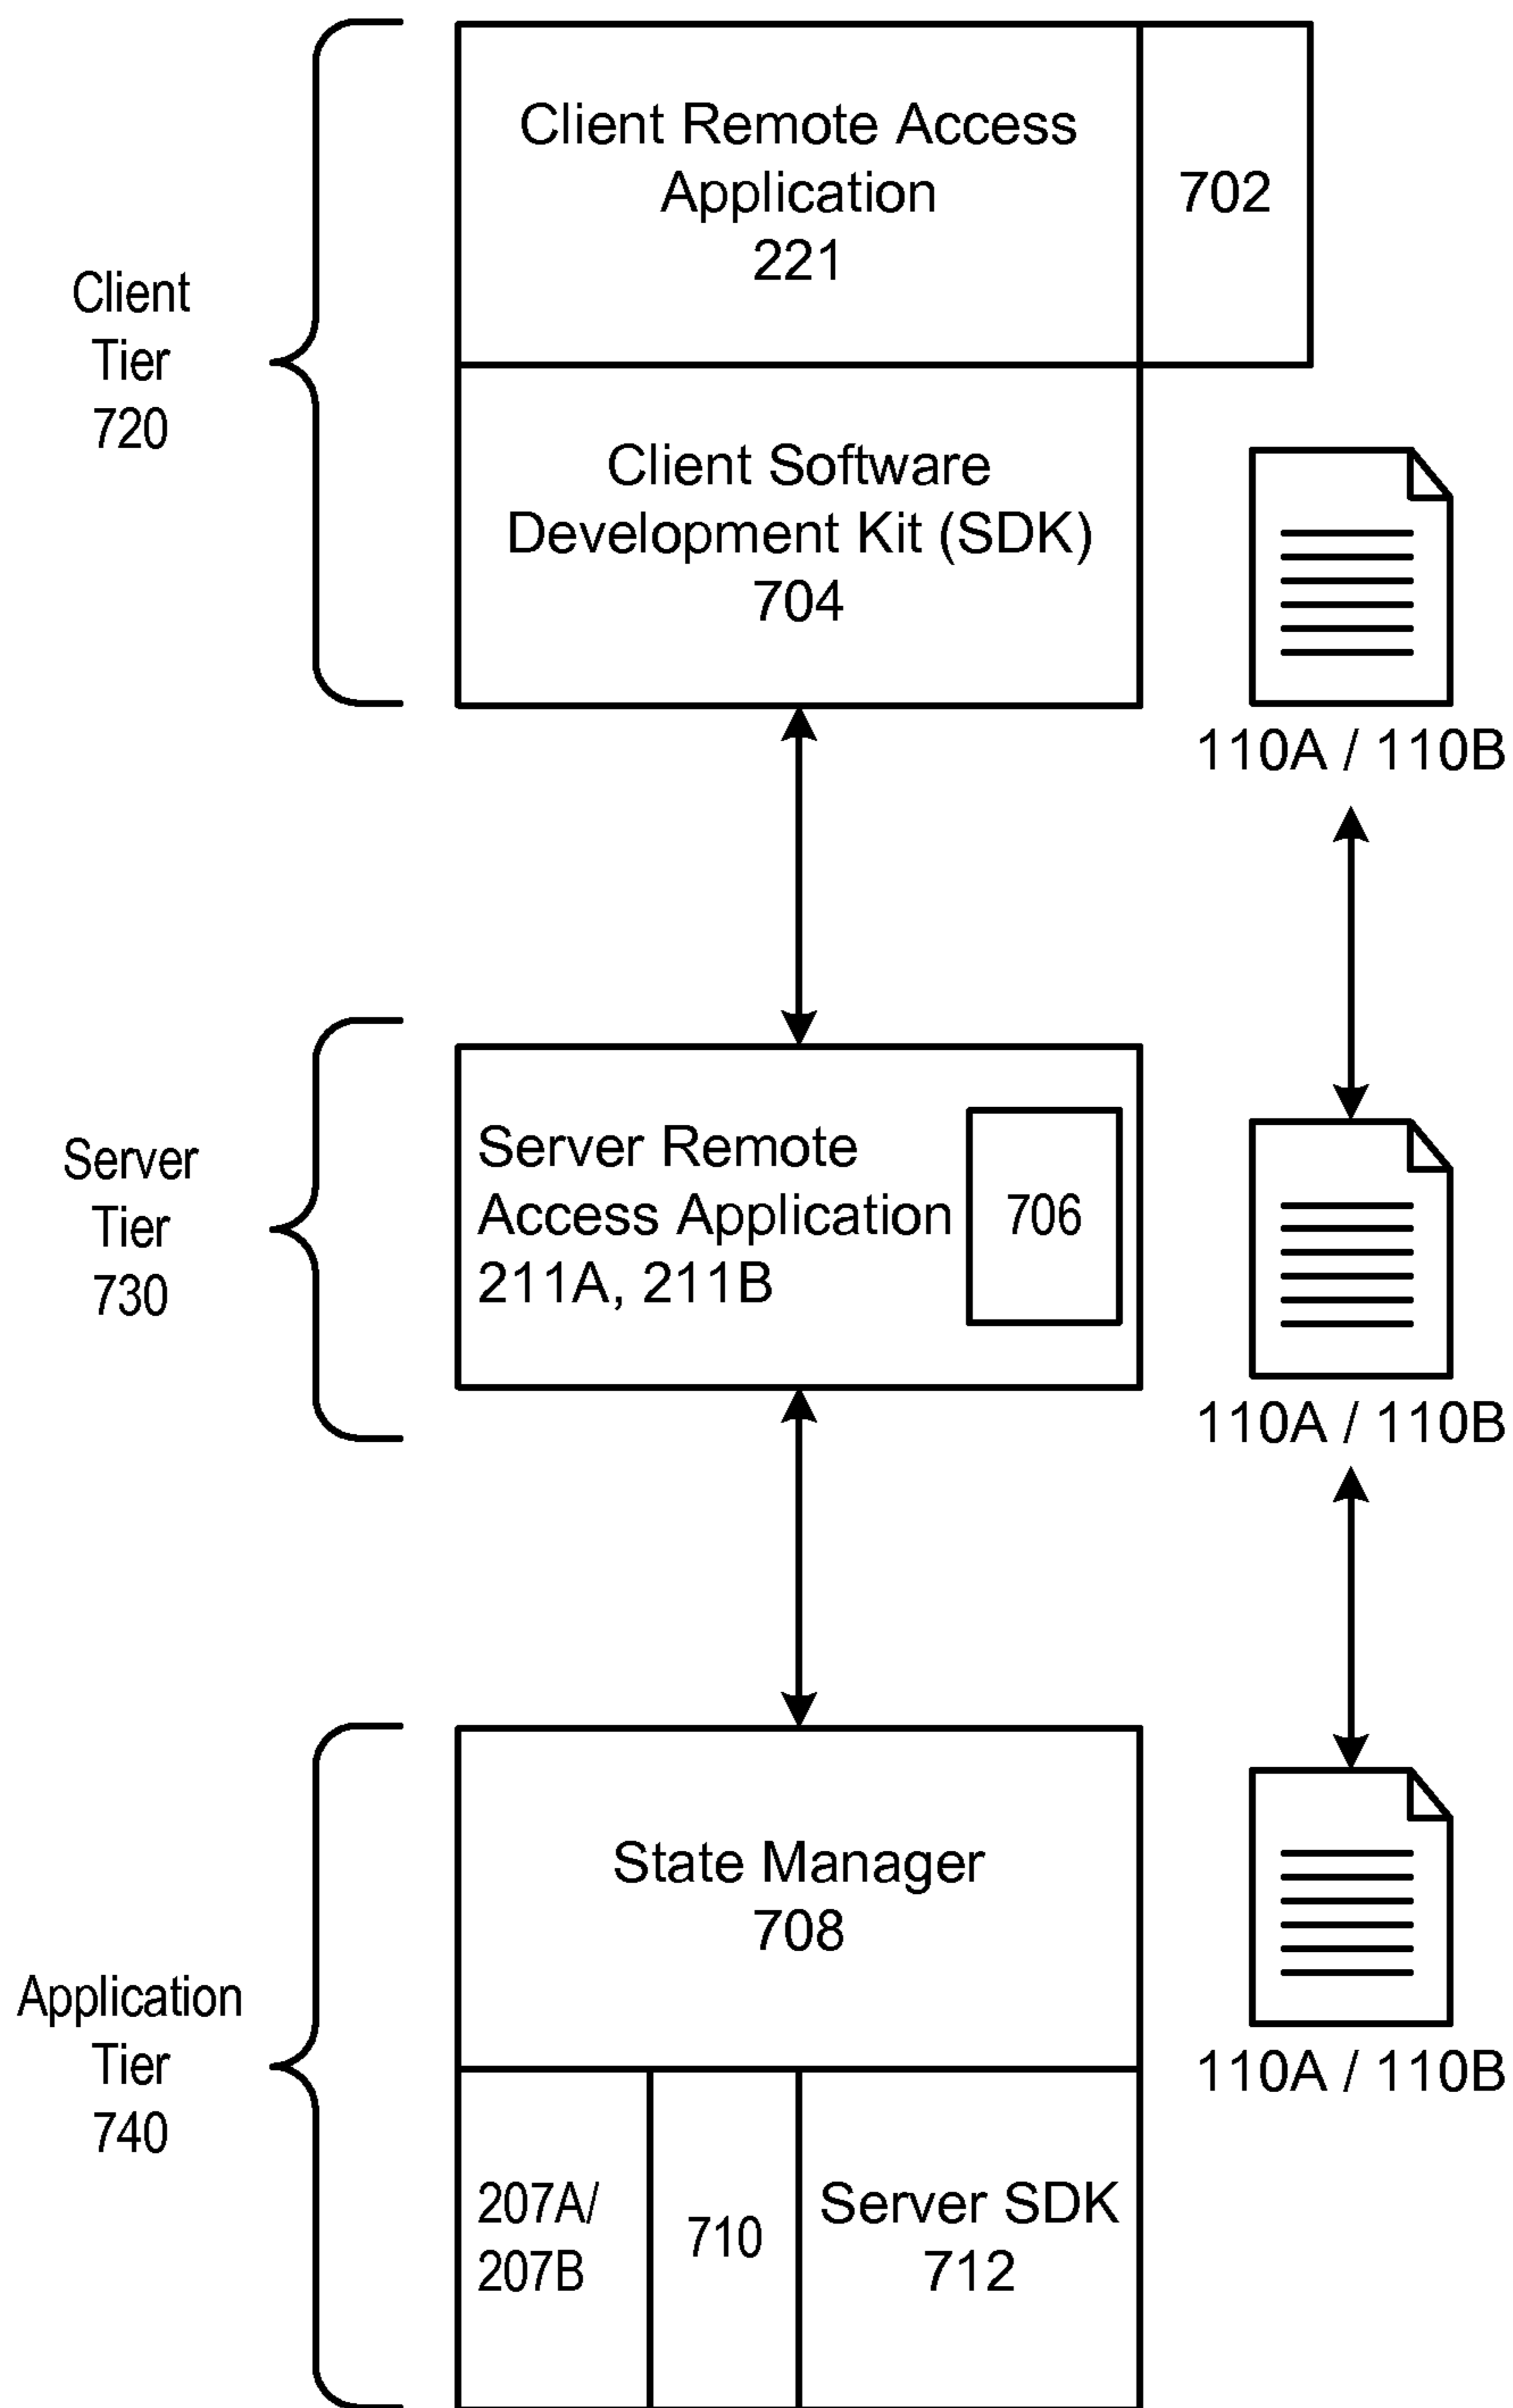 Client Remote Access
Application
221
702
Client
Tier
720
Client Software
Development Kit (SDK)
704
110A / 110B
Server
Tier
730
Server Remote
Access Application
211A, 211B
706
110A / 110B
Application
Tier
740
State Manager
708
110A / 110B
207A/
207B
710
Server SDK
712